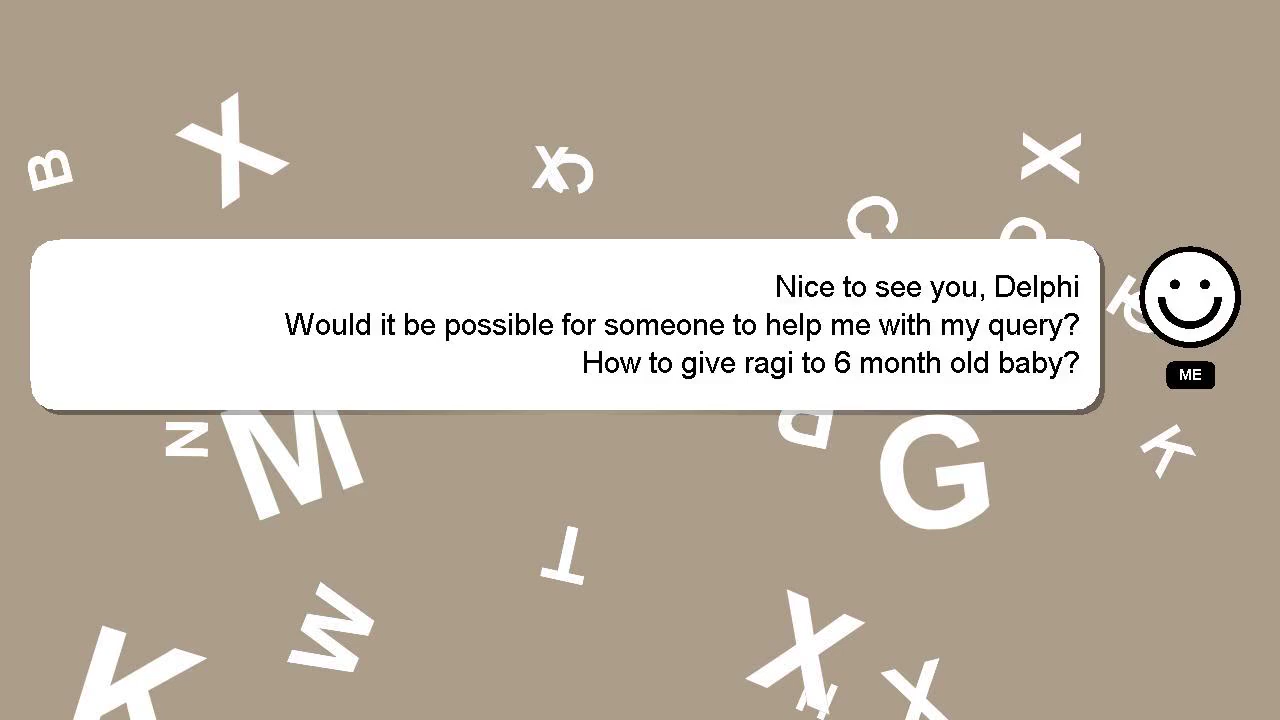 Nice to see you, Delphi
Would it be possible for someone to help me with my query?
How to give ragi to 6 month old baby?
ME
B
X
X
C
X
C
K
N
M
G
K
T
W
K
X
X